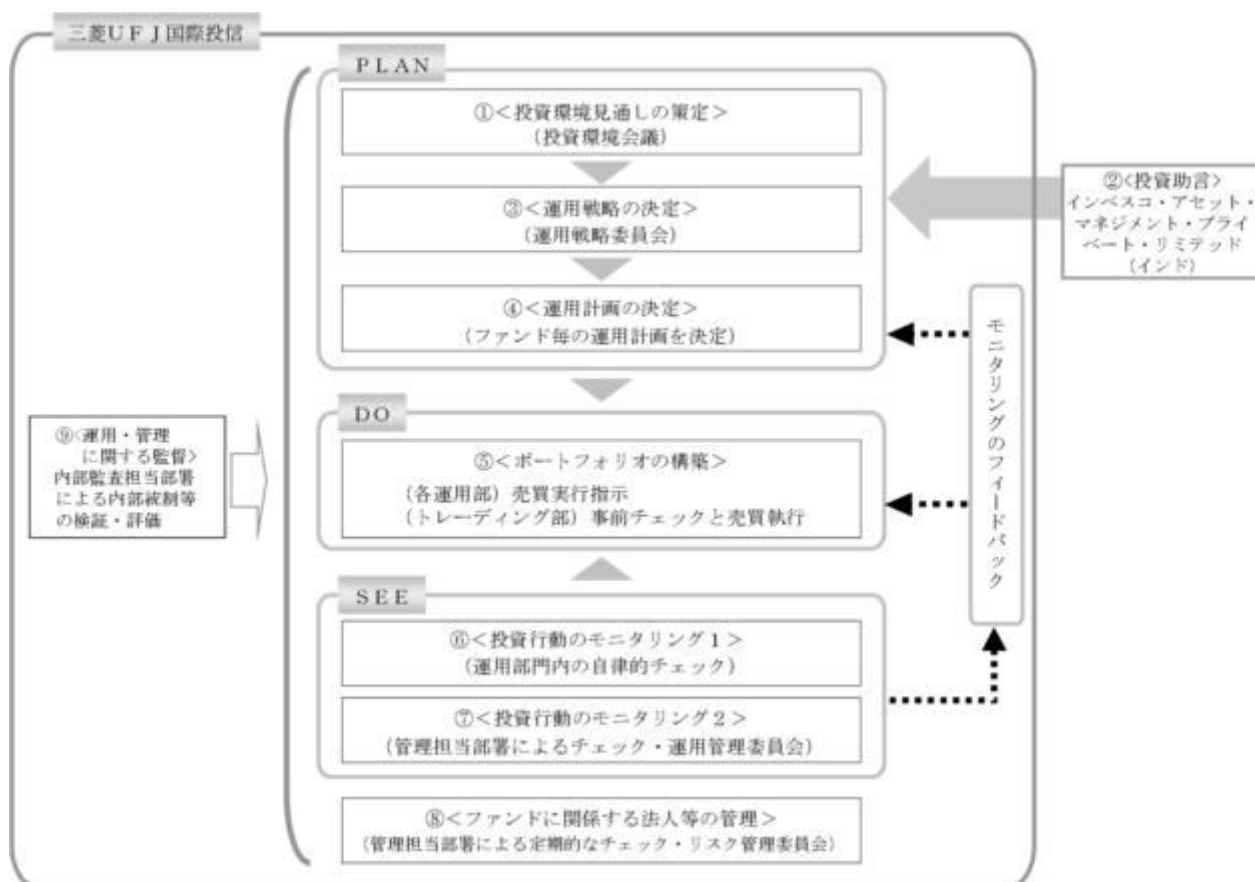 三菱UFJ国際投信
PLAN
①<投資環境見通しの策定>
(投資環境会議)
②<投資助言>
インベスコ・アセット・
マネジメント・プライ
ベート・リミテッド
(インド)
③<運用戦略の決定>
(運用戦略委員会)
④<運用計画の決定>
(ファンド毎の運用計画を決定)
DO
⑤<ポートフォリオの構築>
(各運用部)売買実行指示
(トレーディング部)事前チェックと売買執行
モニタリングのフィードバック
SEE
⑥<投資行動のモニタリング1>
(運用部門内の自律的チェック)
⑦<投資行動のモニタリング2>
(管理担当部署によるチェック・運用管理委員会)
⑧<ファンドに関係する法人等の管理>
(管理担当部署による定期的なチェック・リスク管理委員会)
⑨<運用・管理
に関する監督>
内部監査担当部署
による内部統制等
の検証・評価